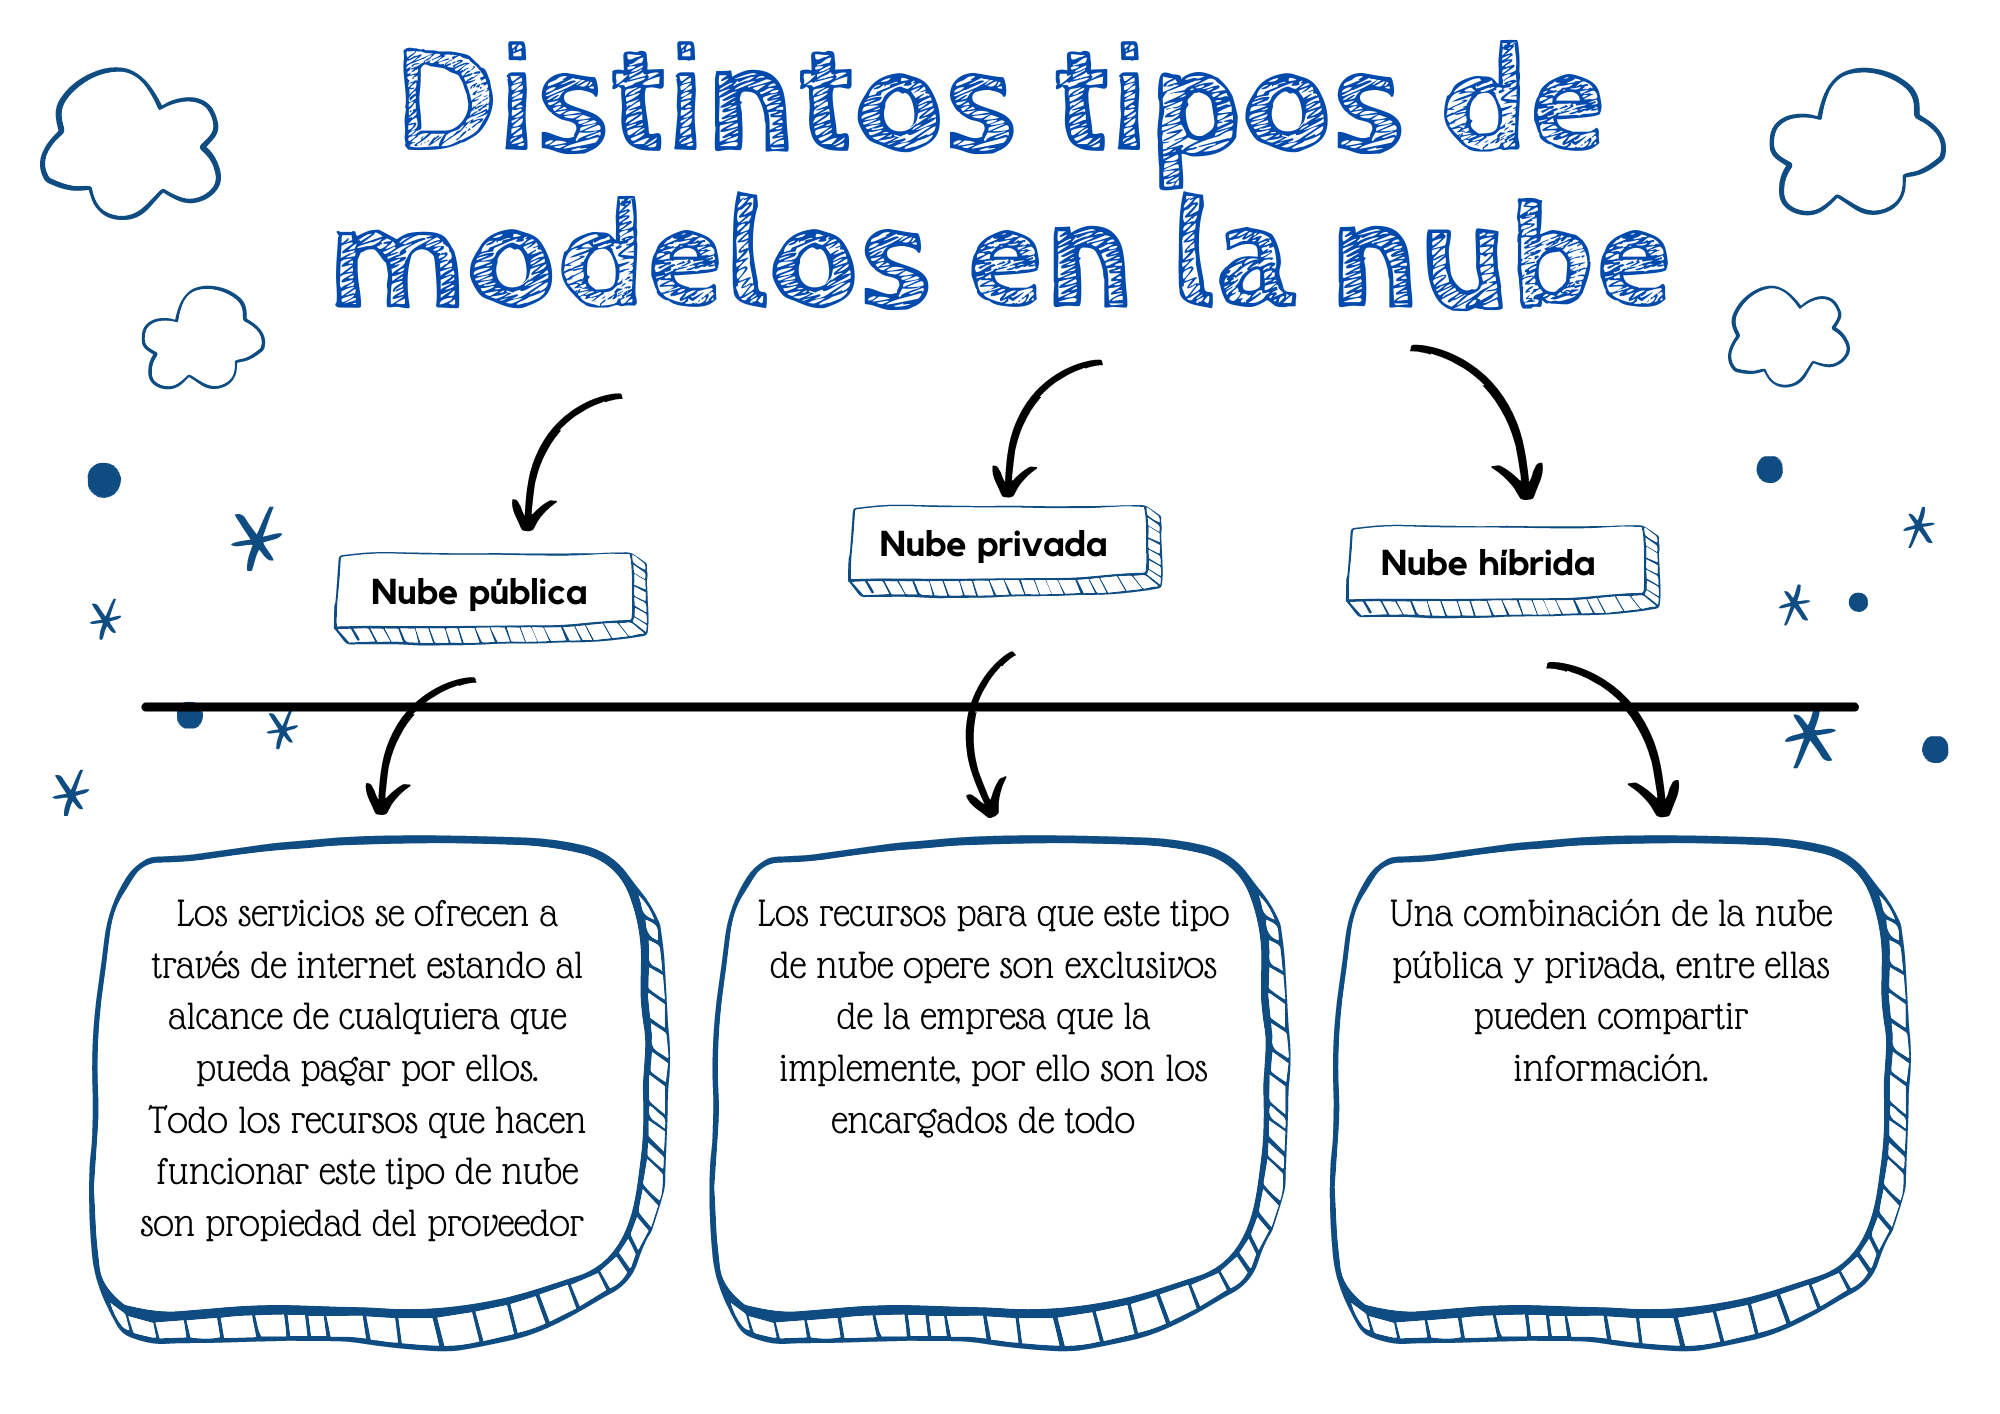 Distintos tipos de
modelos en la nube
Nube pública
Nube privada
Nube híbrida
Los servicios se ofrecen a
través de internet estando al
alcance de cualquiera que
pueda pagar por ellos.
Todo los recursos que hacen
funcionar este tipo de nube
son propiedad del proveedor
Los recursos para que este tipo
de nube opere son exclusivos
de la empresa que la
implemente, por ello son los
encargados de todo
Una combinación de la nube
pública y privada, entre ellas
pueden compartir
información.